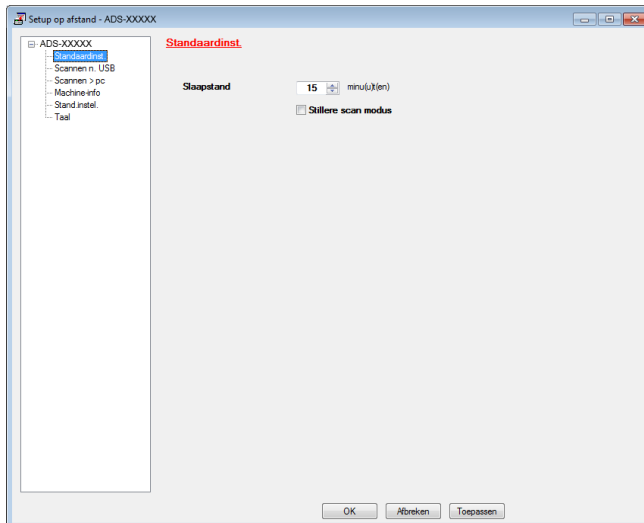 Setup op afstand - ADS-XXXXX
ADS-XXXXX
Standaardinst.
Scannen n. USB
Scannen > pc
Machine-info
Stand.instel.
Taal
Standaardinst.
Slaapstand 15 minu(u)t(en)
Stillere scan modus
OK Afbreken Toepassen